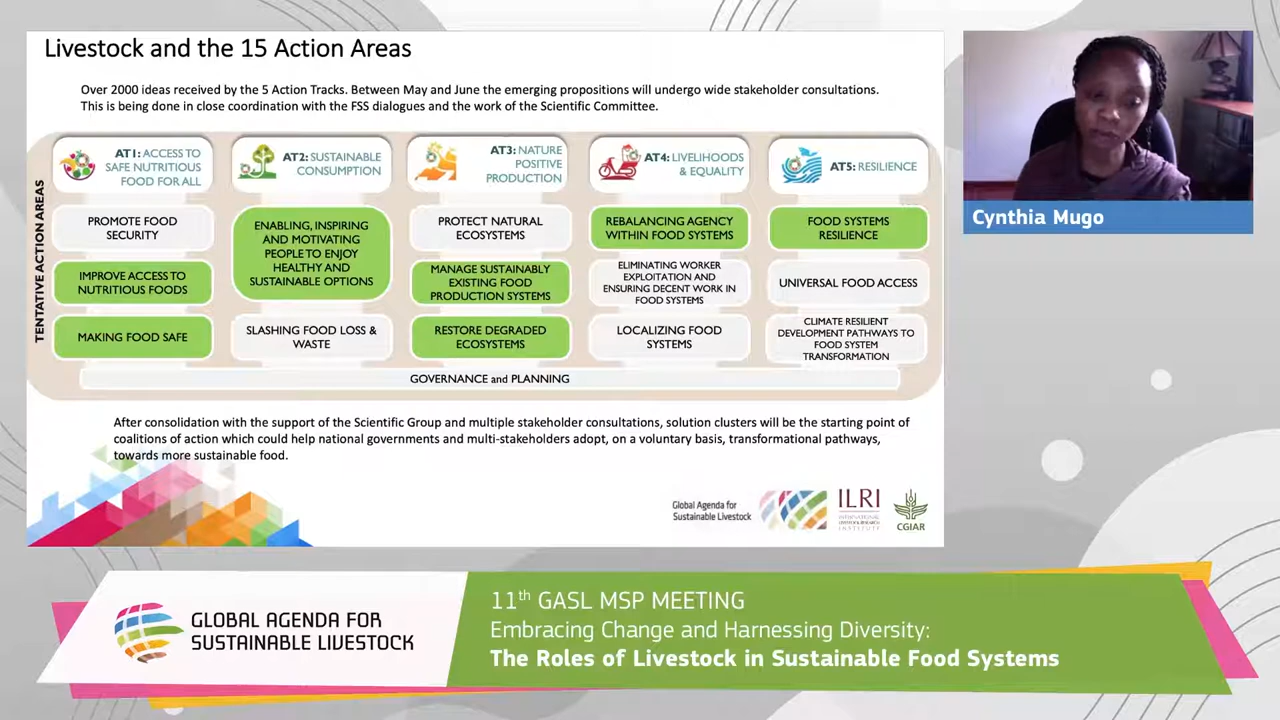 Livestock and the 15 Action Areas
Over 2000 ideas received by the 5 Action Tracks. Between May and June the emerging propositions will undergo wide stakeholder consultations.
This is being done in close coordination with the FSS dialogues and the work of the Scientific Committee.
TENTATIVE ACTION AREAS
AT1: ACCESS TO
SAFE NUTRITIOUS
FOOD FOR ALL
PROMOTE FOOD
SECURITY
IMPROVE ACCESS TO
NUTRITIOUS FOODS
MAKING FOOD SAFE
AT2: SUSTAINABLE
CONSUMPTION
ENABLING, INSPIRING
AND MOTIVATING
PEOPLE TO ENJOY
HEALTHY AND
SUSTAINABLE OPTIONS
SLASHING FOOD LOSS &
WASTE
AT3: NATURE
POSITIVE
PRODUCTION
PROTECT NATURAL
ECOSYSTEMS
MANAGE SUSTAINABLY
EXISTING FOOD
PRODUCTION SYSTEMS
RESTORE DEGRADED
ECOSYSTEMS
AT4: LIVELIHOODS
& EQUALITY
REBALANCING AGENCY
WITHIN FOOD SYSTEMS
ELIMINATING WORKER
EXPLOITATION AND
ENSURING DECENT WORK IN
FOOD SYSTEMS
LOCALIZING FOOD
SYSTEMS
AT5: RESILIENCE
FOOD SYSTEMS
RESILIENCE
UNIVERSAL FOOD ACCESS
CLIMATE RESILIENT
DEVELOPMENT PATHWAYS TO
FOOD SYSTEM
TRANSFORMATION
GOVERNANCE and PLANNING
After consolidation with the support of the Scientific Group and multiple stakeholder consultations, solution clusters will be the starting point of
coalitions of action which could help national governments and multi-stakeholders adopt, on a voluntary basis, transformational pathways,
towards more sustainable food.
Global Agenda for
Sustainable Livestock
ILRI
INTERNATIONAL
LIVESTOCK RESEARCH
INSTITUTE
CGIAR
Cynthia Mugo
GLOBAL AGENDA FOR
SUSTAINABLE LIVESTOCK
11th GASL MSP MEETING
Embracing Change and Harnessing Diversity:
The Roles of Livestock in Sustainable Food Systems